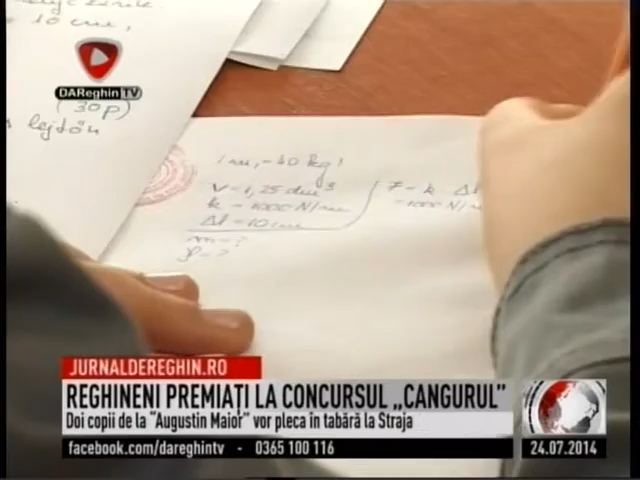 = 10 cm,
DAReghin TV
(30p)
lejtőn
V = 1,25 dm³
k = 1000 N/m
Δl = 10 cm
m = ?
ρ = ?
F = k Δl
= 1000 N/m
JURNALDEREGHIN.RO
REGHINENI PREMIAȚI LA CONCURSUL „CANGURUL”
Doi copii de la "Augustin Maior" vor pleca în tabără la Straja
facebook.com/dareghintv - 0365 100 116
24.07.2014